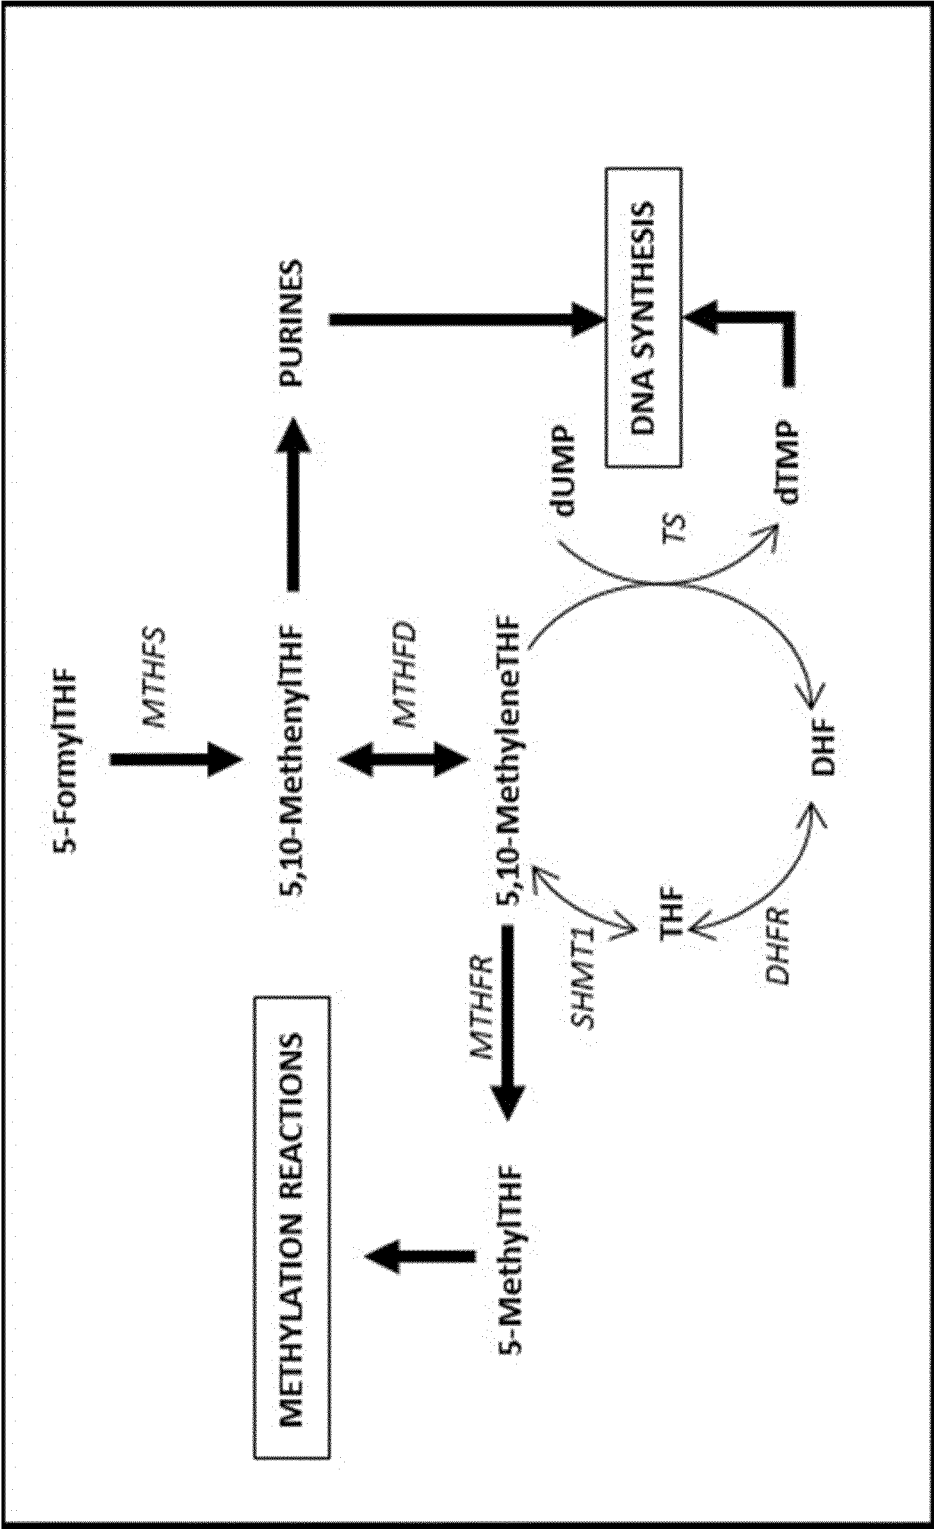 5-FormylTHF
MTHFS
METHYLATION REACTIONS
5,10-MethenylTHF
PURINES
MTHFD
MTHFR
5-MethylTHF
5,10-MethyleneTHF
dUMP
SHMT1
DNA SYNTHESIS
THF
TS
DHFR
dTMP
DHF